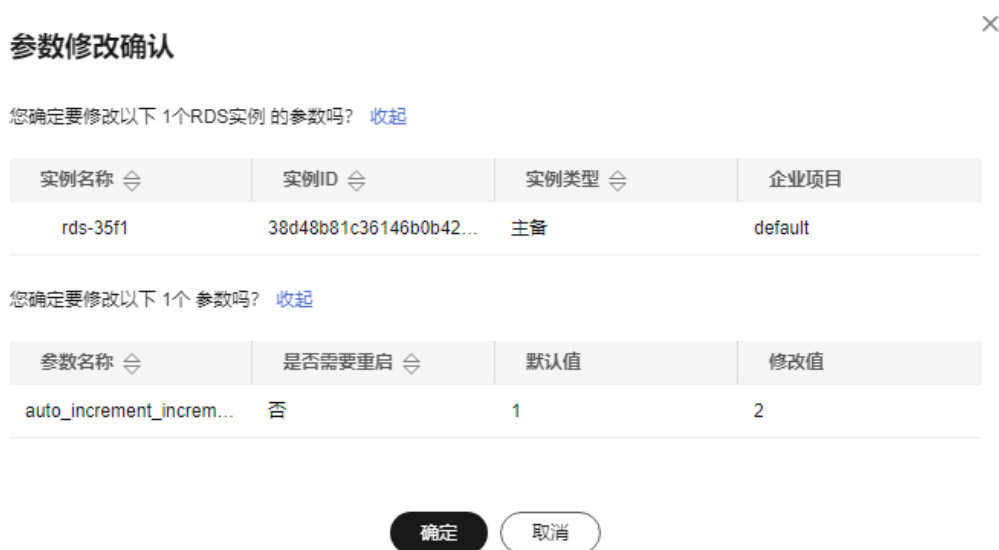 参数修改确认
您确定要修改以下 1个RDS实例 的参数吗? 收起
实例名称 实例ID 实例类型 企业项目
rds-35f1 38d48b81c36146b0b42... 主备 default
您确定要修改以下 1个 参数吗? 收起
参数名称 是否需要重启 默认值 修改值
auto_increment_increm... 否 1 2
确定 取消